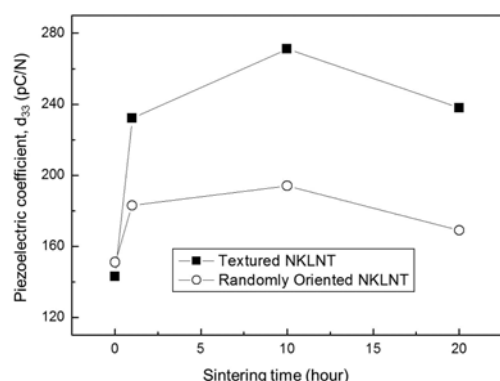 Piezoelectric coefficient, d₃₃ (pC/N)
280
240
200
160
120
Textured NKLNT
Randomly Oriented NKLNT
0 5 10 15 20
Sintering time (hour)